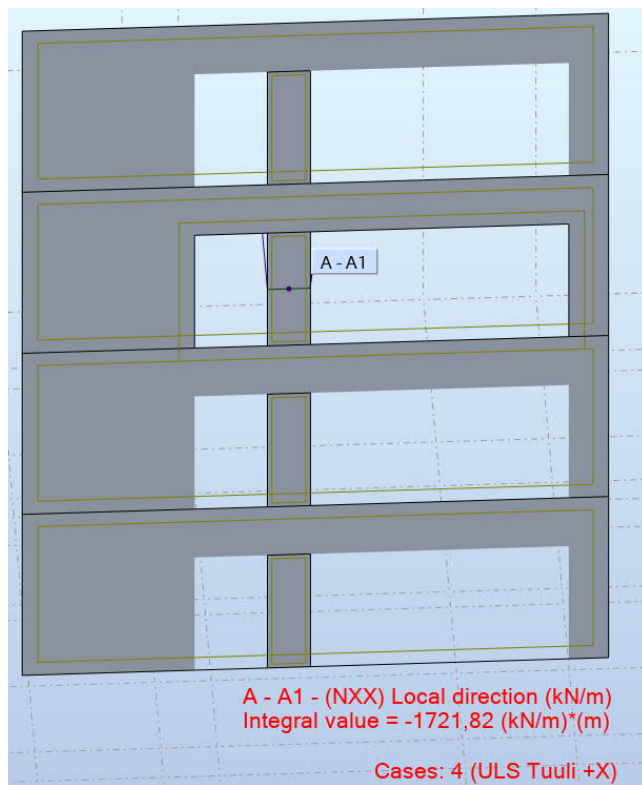 A - A1
A - A1 - (NXX) Local direction (kN/m)
Integral value = -1721,82 (kN/m)*(m)
Cases: 4 (ULS Tuuli +X)